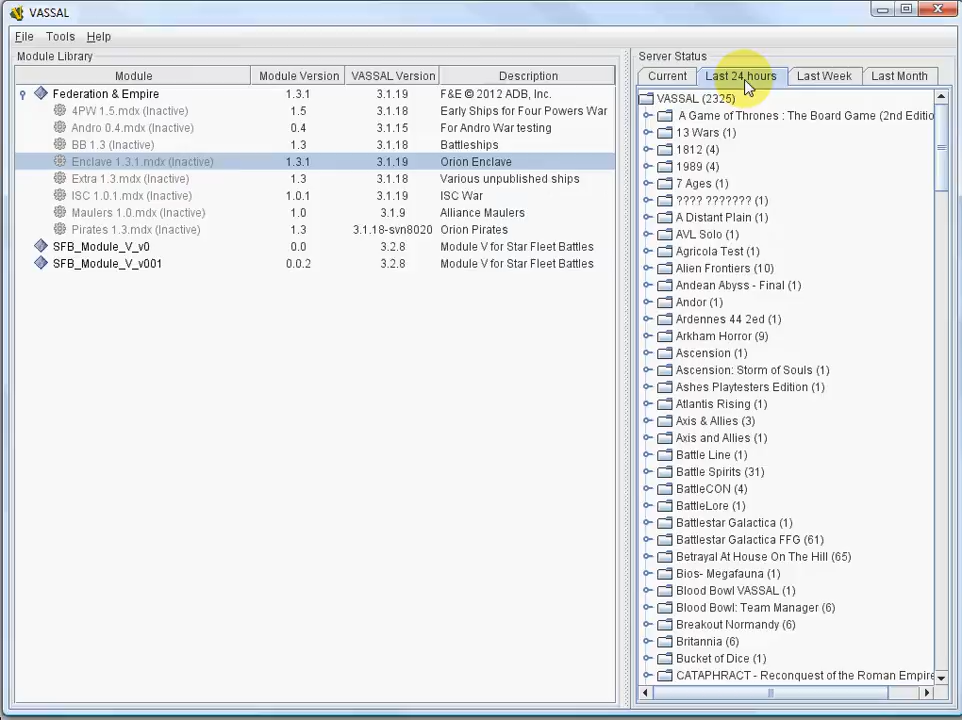 VASSAL
File Tools Help
Module Library
Module Module Version VASSAL Version Description
Federation & Empire 1.3.1 3.1.19 F&E © 2012 ADB, Inc.
4PW 1.5.mdx (Inactive) 1.5 3.1.18 Early Ships for Four Powers War
Andro 0.4.mdx (Inactive) 0.4 3.1.15 For Andro War testing
BB 1.3 (Inactive) 1.3 3.1.18 Battleships
Enclave 1.3.1.mdx (Inactive) 1.3.1 3.1.19 Orion Enclave
Extra 1.3.mdx (Inactive) 1.3 3.1.18 Various unpublished ships
ISC 1.0.1.mdx (Inactive) 1.0.1 3.1.19 ISC War
Maulers 1.0.mdx (Inactive) 1.0 3.1.9 Alliance Maulers
Pirates 1.3.mdx (Inactive) 1.3 3.1.18-svn8020 Orion Pirates
SFB_Module_V_v0 0.0 3.2.8 Module V for Star Fleet Battles
SFB_Module_V_v001 0.0.2 3.2.8 Module V for Star Fleet Battles
Server Status
Current Last 24 hours Last Week Last Month
VASSAL (2325)
A Game of Thrones : The Board Game (2nd Editio
13 Wars (1)
1812 (4)
1989 (4)
7 Ages (1)
???? ??????? (1)
A Distant Plain (1)
AVL Solo (1)
Agricola Test (1)
Alien Frontiers (10)
Andean Abyss - Final (1)
Andor (1)
Ardennes 44 2ed (1)
Arkham Horror (9)
Ascension (1)
Ascension: Storm of Souls (1)
Ashes Playtesters Edition (1)
Atlantis Rising (1)
Axis & Allies (3)
Axis and Allies (1)
Battle Line (1)
Battle Spirits (31)
BattleCON (4)
BattleLore (1)
Battlestar Galactica (1)
Battlestar Galactica FFG (61)
Betrayal At House On The Hill (65)
Bios- Megafauna (1)
Blood Bowl VASSAL (1)
Blood Bowl: Team Manager (6)
Breakout Normandy (6)
Britannia (6)
Bucket of Dice (1)
CATAPHRACT - Reconquest of the Roman Empire